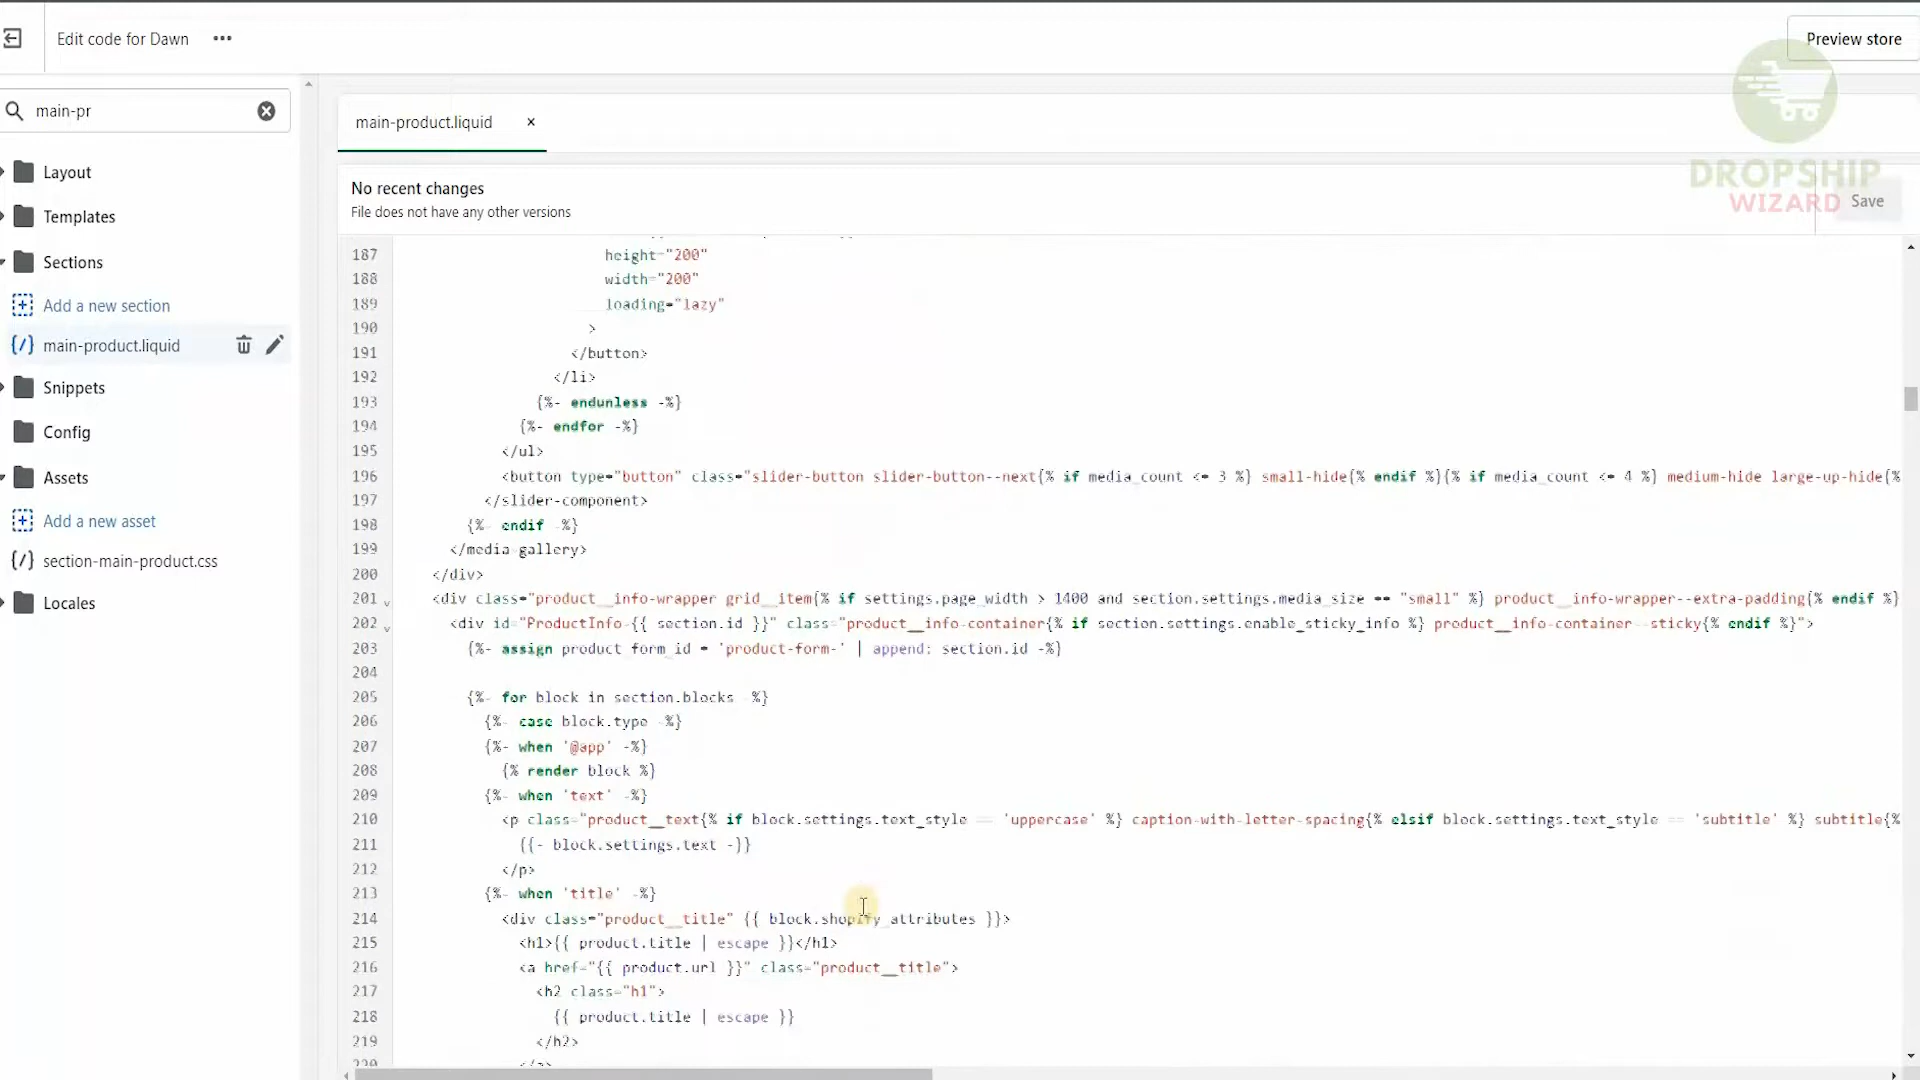 Edit code for Dawn
Preview store
main-pr
Layout
Templates
Sections
Add a new section
main-product.liquid
Snippets
Config
Assets
Add a new asset
section-main-product.css
Locales
main-product.liquid
DROPSHIP
WIZARD
No recent changes
File does not have any other versions
Save
187 height="200"
188 width="200"
189 loading="lazy"
190 >
191 </button>
192 </li>
193 {%- endunless -%}
194 {%- endfor -%}
195 </ul>
196 <button type="button" class="slider-button slider-button--next{% if media_count <= 3 %} small-hide{% endif %}{% if media_count <= 4 %} medium-hide large-up-hide{%
197 </slider-component>
198 {%- endif -%}
199 </media-gallery>
200 </div>
201 <div class="product__info-wrapper grid__item{% if settings.page_width > 1400 and section.settings.media_size == "small" %} product__info-wrapper--extra-padding{% endif %}
202 <div id="ProductInfo-{{ section.id }}" class="product__info-container{% if section.settings.enable_sticky_info %} product__info-container--sticky{% endif %}">
203 {%- assign product_form_id = 'product-form-' | append: section.id -%}
204
205 {%- for block in section.blocks -%}
206 {%- case block.type -%}
207 {%- when '@app' -%}
208 {% render block %}
209 {%- when 'text' -%}
210 <p class="product__text{% if block.settings.text_style == 'uppercase' %} caption-with-letter-spacing{% elsif block.settings.text_style == 'subtitle' %} subtitle{%
211 {{- block.settings.text -}}
212 </p>
213 {%- when 'title' -%}
214 <div class="product__title" {{ block.shopify_attributes }}>
215 <h1>{{ product.title | escape }}</h1>
216 <a href="{{ product.url }}" class="product__title">
217 <h2 class="h1">
218 {{ product.title | escape }}
219 </h2>